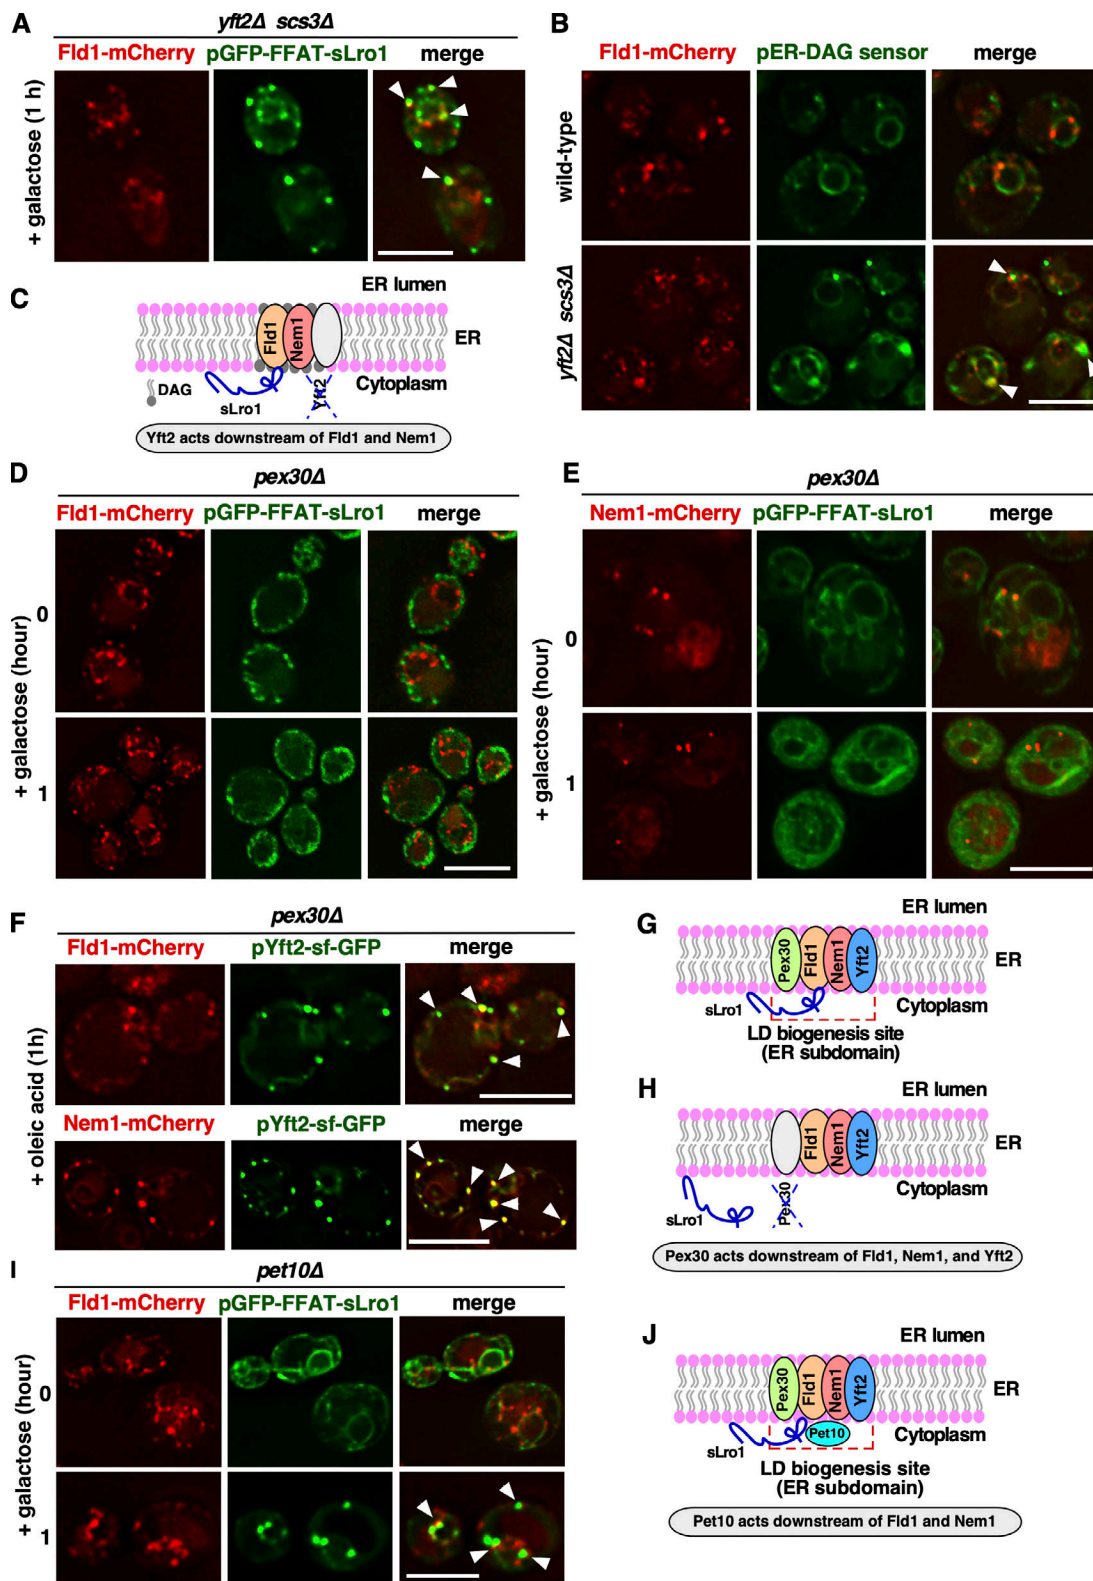 A
yft2Δ scs3Δ
Fld1-mCherry pGFP-FFAT-sLro1 merge
+ galactose (1 h)
B
Fld1-mCherry pER-DAG sensor merge
wild-type
yft2Δ scs3Δ
C
ER lumen
Fld1
Nem1
ER
DAG
sLro1
Yft2
Cytoplasm
Yft2 acts downstream of Fld1 and Nem1
D
pex30Δ
Fld1-mCherry pGFP-FFAT-sLro1 merge
+ galactose (hour)
0
1
E
pex30Δ
Nem1-mCherry pGFP-FFAT-sLro1 merge
+ galactose (hour)
0
1
F
pex30Δ
Fld1-mCherry pYft2-sf-GFP merge
+ oleic acid (1h)
Nem1-mCherry pYft2-sf-GFP merge
G
ER lumen
Pex30
Fld1
Nem1
Yft2
ER
sLro1
Cytoplasm
LD biogenesis site
(ER subdomain)
H
ER lumen
Fld1
Nem1
Yft2
ER
sLro1
Pex30
Cytoplasm
Pex30 acts downstream of Fld1, Nem1, and Yft2
I
pet10Δ
Fld1-mCherry pGFP-FFAT-sLro1 merge
+ galactose (hour)
0
1
J
ER lumen
Pex30
Fld1
Nem1
Yft2
ER
Pet10
sLro1
Cytoplasm
LD biogenesis site
(ER subdomain)
Pet10 acts downstream of Fld1 and Nem1